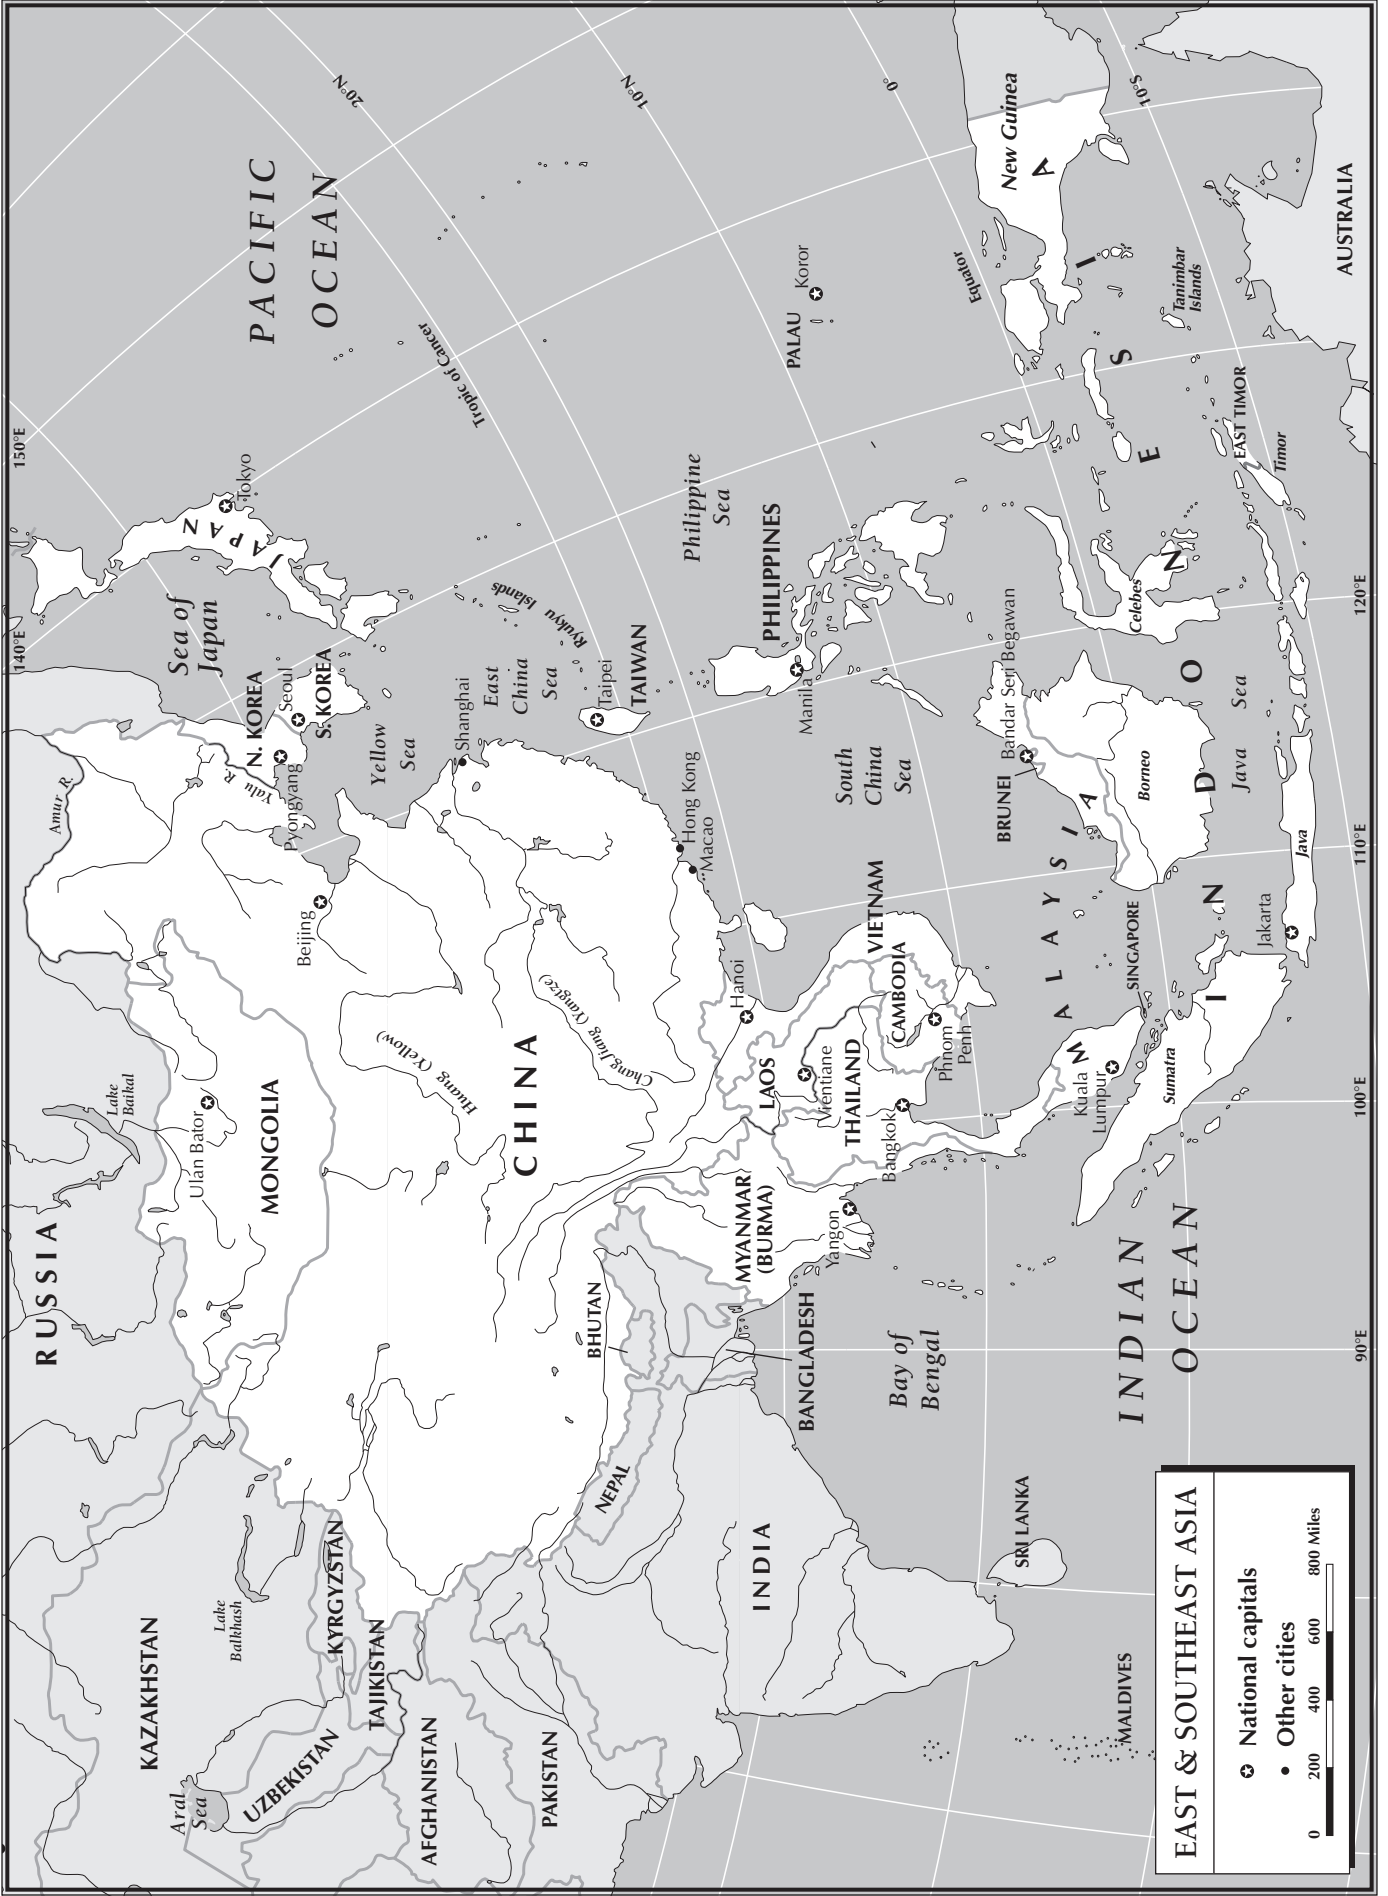 RUSSIA
KAZAKHSTAN
UZBEKISTAN
KYRGYZSTAN
TAJIKISTAN
AFGHANISTAN
PAKISTAN
Aral
Sea
Lake
Balkhash
Lake
Baikal
MONGOLIA
Ulan Bator
CHINA
Beijing
Huang (Yellow)
ChangJiang (Yangtze)
Amur R.
Yalu R.
N. KOREA
Pyongyang
Seoul
S. KOREA
JAPAN
Tokyo
Sea of
Japan
Yellow
Sea
Shanghai
East
China
Sea
Ryukyu Islands
Taipei
TAIWAN
Hong Kong
Macao
PACIFIC
OCEAN
Tropic of Cancer
Philippine
Sea
PHILIPPINES
Manila
South
China
Sea
PALAU
Koror
Equator
NEPAL
BHUTAN
INDIA
BANGLADESH
Bay of
Bengal
SRI LANKA
MALDIVES
MYANMAR
(BURMA)
Yangon
LAOS
Vientiane
THAILAND
Bangkok
Hanoi
VIETNAM
CAMBODIA
Phnom
Penh
MALAYSIA
Kuala
Lumpur
SINGAPORE
BRUNEI
Bandar Seri Begawan
Borneo
Sumatra
INDONESIA
Jakarta
Java
Java Sea
Celebes
EAST TIMOR
Timor
Tanimbar
Islands
New Guinea
AUSTRALIA
INDIAN
OCEAN
140°E
150°E
20°N
10°N
0°
10°S
90°E
100°E
110°E
120°E
EAST & SOUTHEAST ASIA
National capitals
Other cities
0 200 400 600 800 Miles